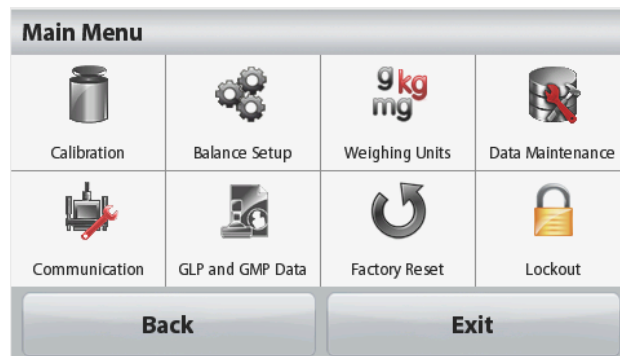 Main Menu
g kg
mg
Calibration Balance Setup Weighing Units Data Maintenance
Communication GLP and GMP Data Factory Reset Lockout
Back Exit